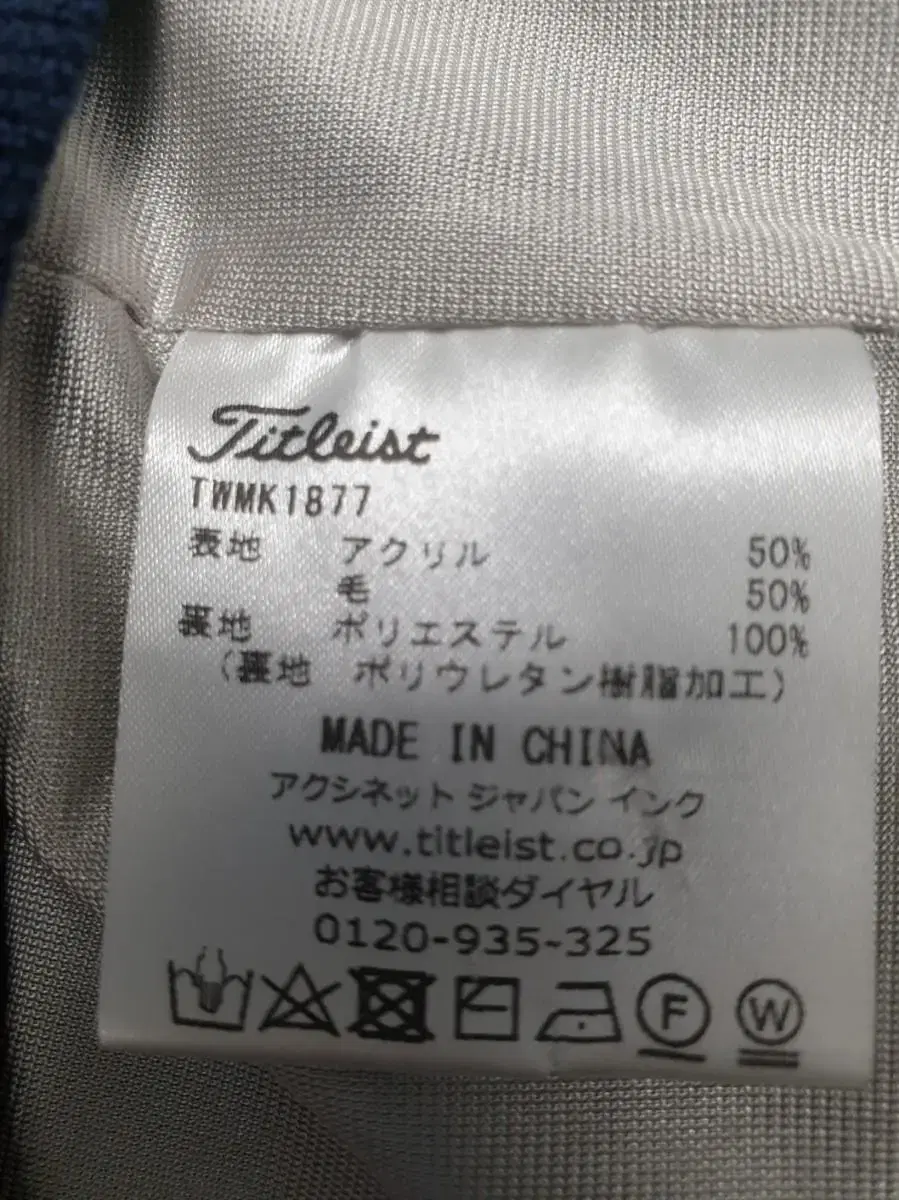 Titleist
TWMK1877
表地 アクリル 50%
毛 50%
裏地 ポリエステル 100%
(裏地 ポリウレタン樹脂加工)
MADE IN CHINA
アクシネット ジャパン インク
www.titleist.co.jp
お客様相談ダイヤル
0120-935-325
F W